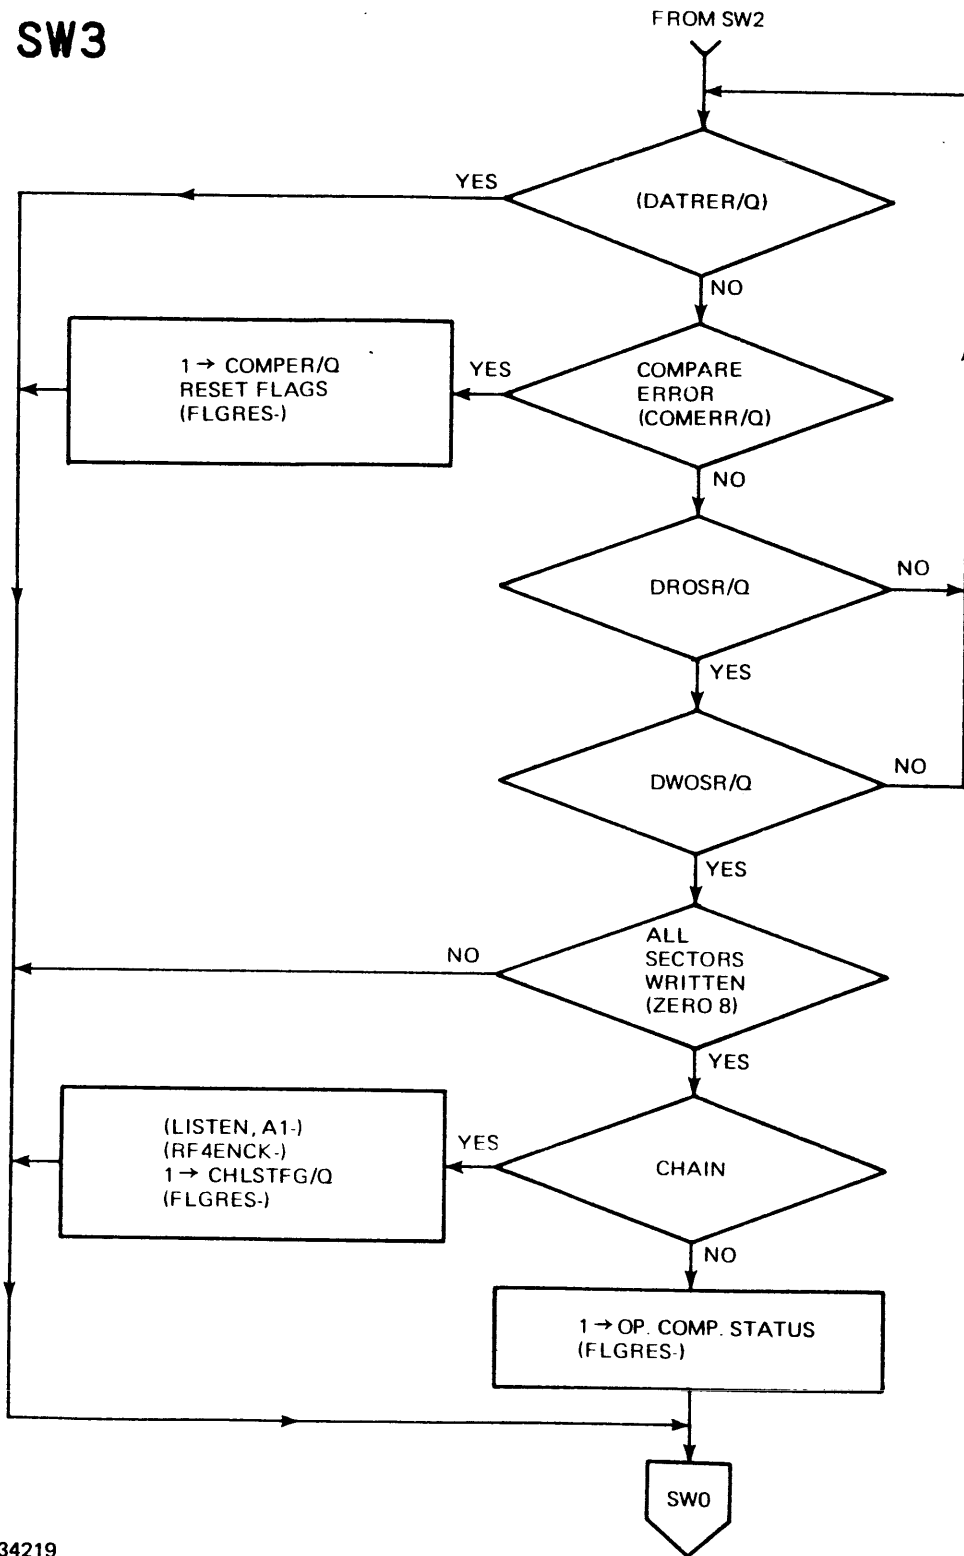 SW3
FROM SW2
YES
(DATRER/Q)
NO
1→ COMPER/Q
RESET FLAGS
(FLGRES-)
YES
COMPARE
ERROR
(COMERR/Q)
NO
DROSR/Q
NO
YES
DWOSR/Q
NO
YES
NO
ALL
SECTORS
WRITTEN
(ZERO 8)
YES
(LISTEN, A1-)
(RF4ENCK-)
1→ CHLSTFG/Q
(FLGRES-)
YES
CHAIN
NO
1→OP. COMP. STATUS
(FLGRES-)
SW0
34219